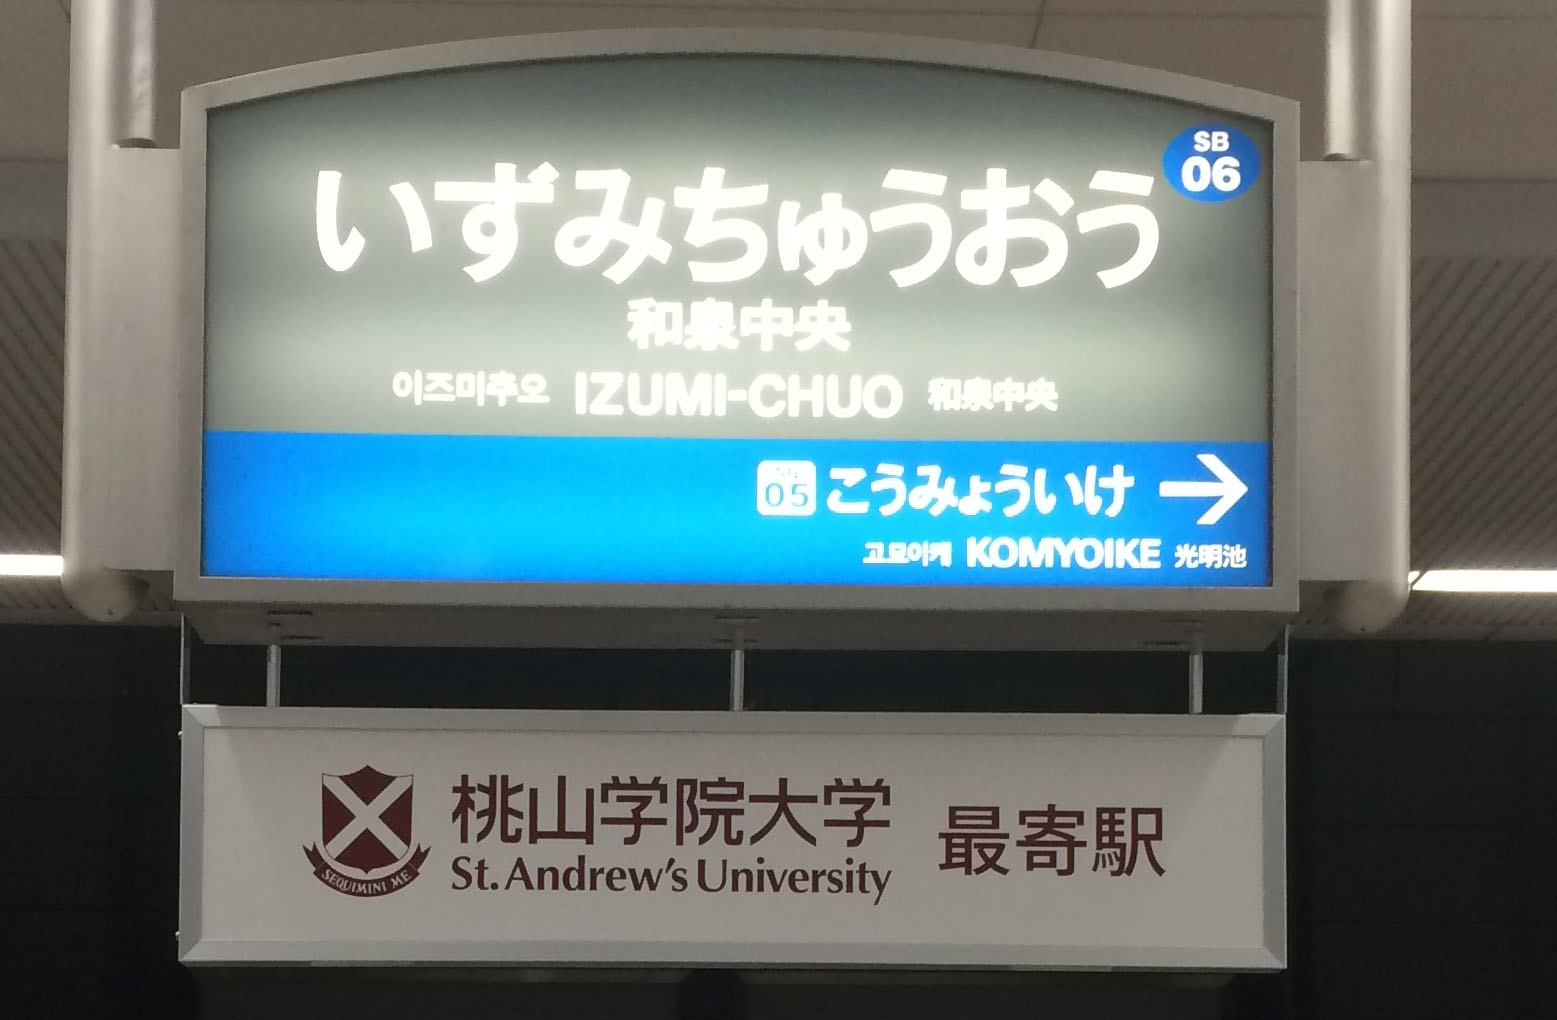 SB
06
いずみちゅうおう
和泉中央
이즈미추오 IZUMI-CHUO 和泉中央
05 こうみょういけ →
고묘이케 KOMYOIKE 光明池
桃山学院大学 最寄駅
St. Andrew's University
SEQUIMINI ME